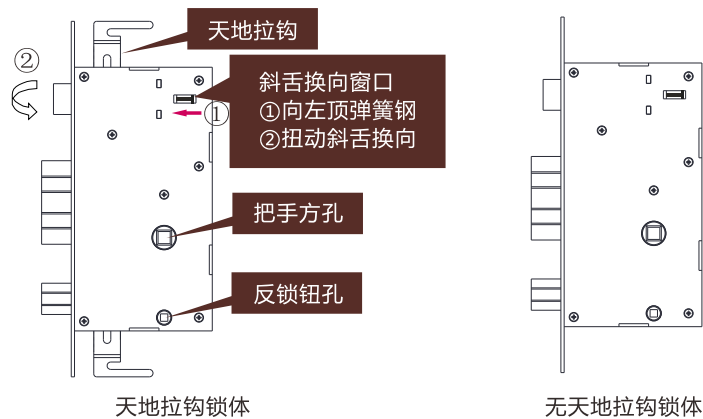 天地拉钩
②
斜舌换向窗口
①向左顶弹簧钢
②扭动斜舌换向
①
把手方孔
反锁钮孔
天地拉钩锁体
无天地拉钩锁体